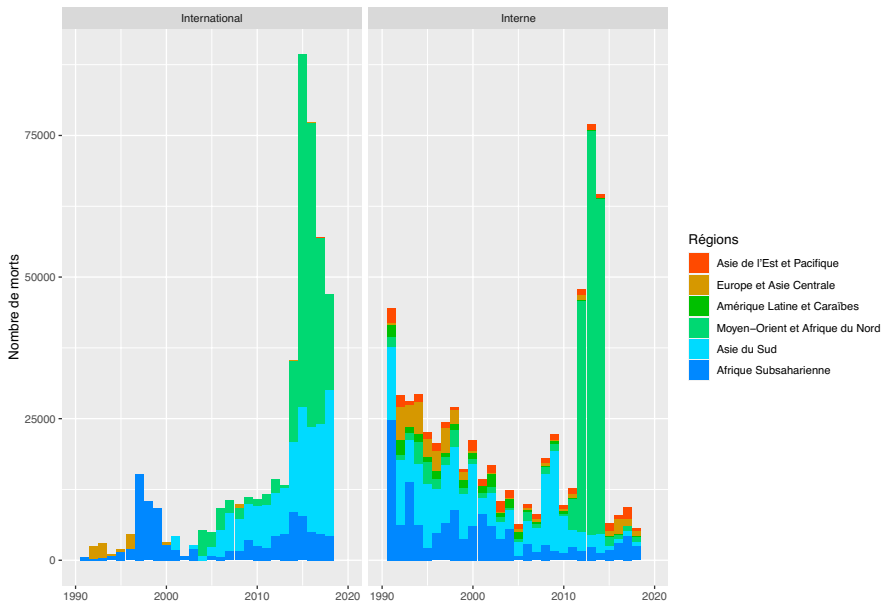 International
Interne
75000
50000
25000
0
Nombre de morts
1990
2000
2010
2020
1990
2000
2010
2020
Régions
Asie de l'Est et Pacifique
Europe et Asie Centrale
Amérique Latine et Caraïbes
Moyen−Orient et Afrique du Nord
Asie du Sud
Afrique Subsaharienne